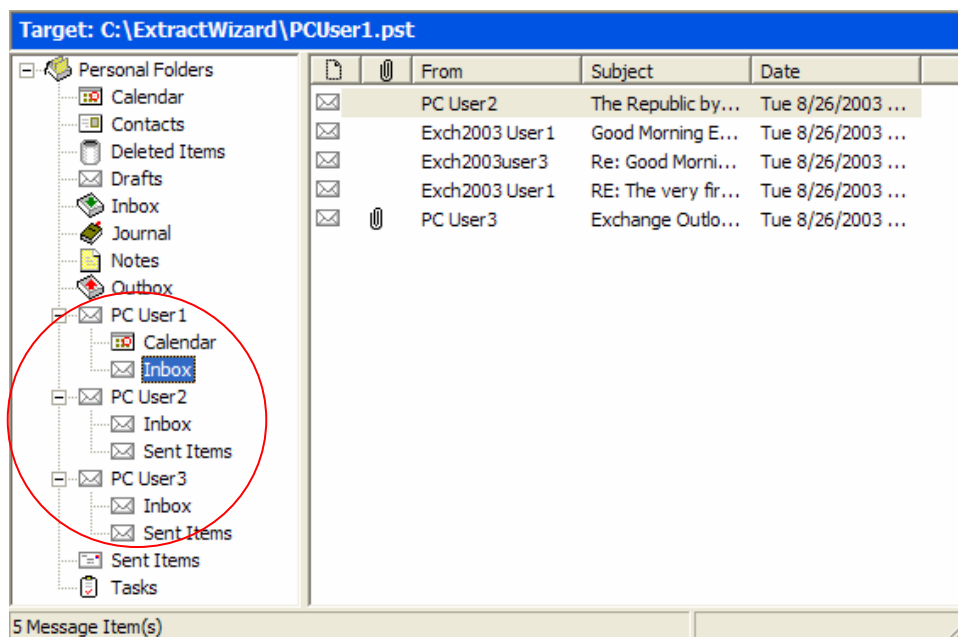 Target: C:\ExtractWizard\PCUser1.pst
Personal Folders
Calendar
Contacts
Deleted Items
Drafts
Inbox
Journal
Notes
Outbox
PC User1
Calendar
Inbox
PC User2
Inbox
Sent Items
PC User3
Inbox
Sent Items
Sent Items
Tasks
From Subject Date
PC User2 The Republic by... Tue 8/26/2003 ...
Exch2003 User1 Good Morning E... Tue 8/26/2003 ...
Exch2003user3 Re: Good Morni... Tue 8/26/2003 ...
Exch2003 User1 RE: The very fir... Tue 8/26/2003 ...
PC User3 Exchange Outlo... Tue 8/26/2003 ...
5 Message Item(s)